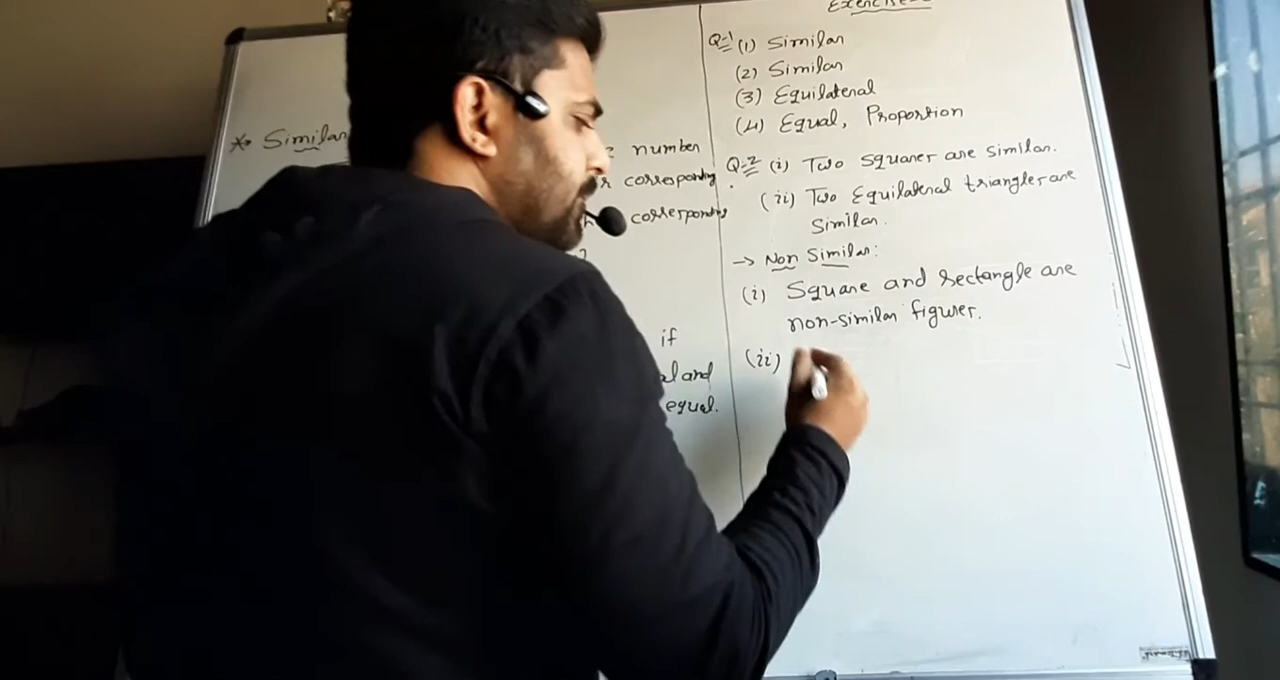 * Similar
number
corresponding
corresponding
if
and
equal.
Exercise
Q-1 (1) Similar
(2) Similar
(3) Equilateral
(4) Equal, Proportion
Q-2 (i) Two Squares are similar.
(ii) Two Equilateral triangles are
Similar.
→ Non Similar:
(i) Square and Rectangle are
non-similar figures.
(ii)